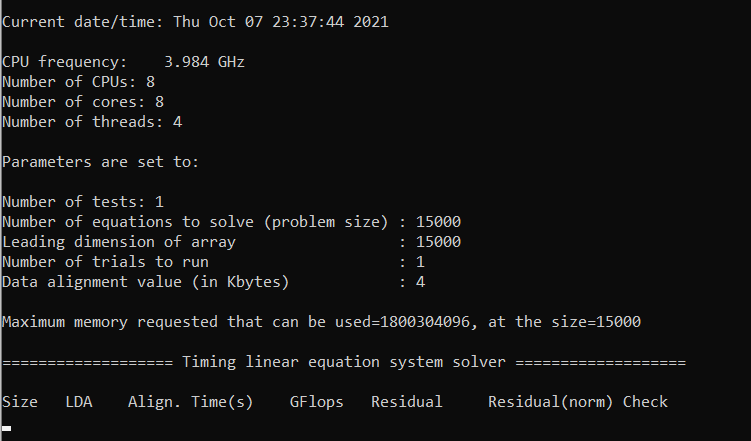 Current date/time: Thu Oct 07 23:37:44 2021
CPU frequency:    3.984 GHz
Number of CPUs: 8
Number of cores: 8
Number of threads: 4
Parameters are set to:
Number of tests: 1
Number of equations to solve (problem size) : 15000
Leading dimension of array                  : 15000
Number of trials to run                     : 1
Data alignment value (in Kbytes)            : 4
Maximum memory requested that can be used=1800304096, at the size=15000
=================== Timing linear equation system solver ===================
Size   LDA    Align. Time(s)    GFlops   Residual     Residual(norm) Check